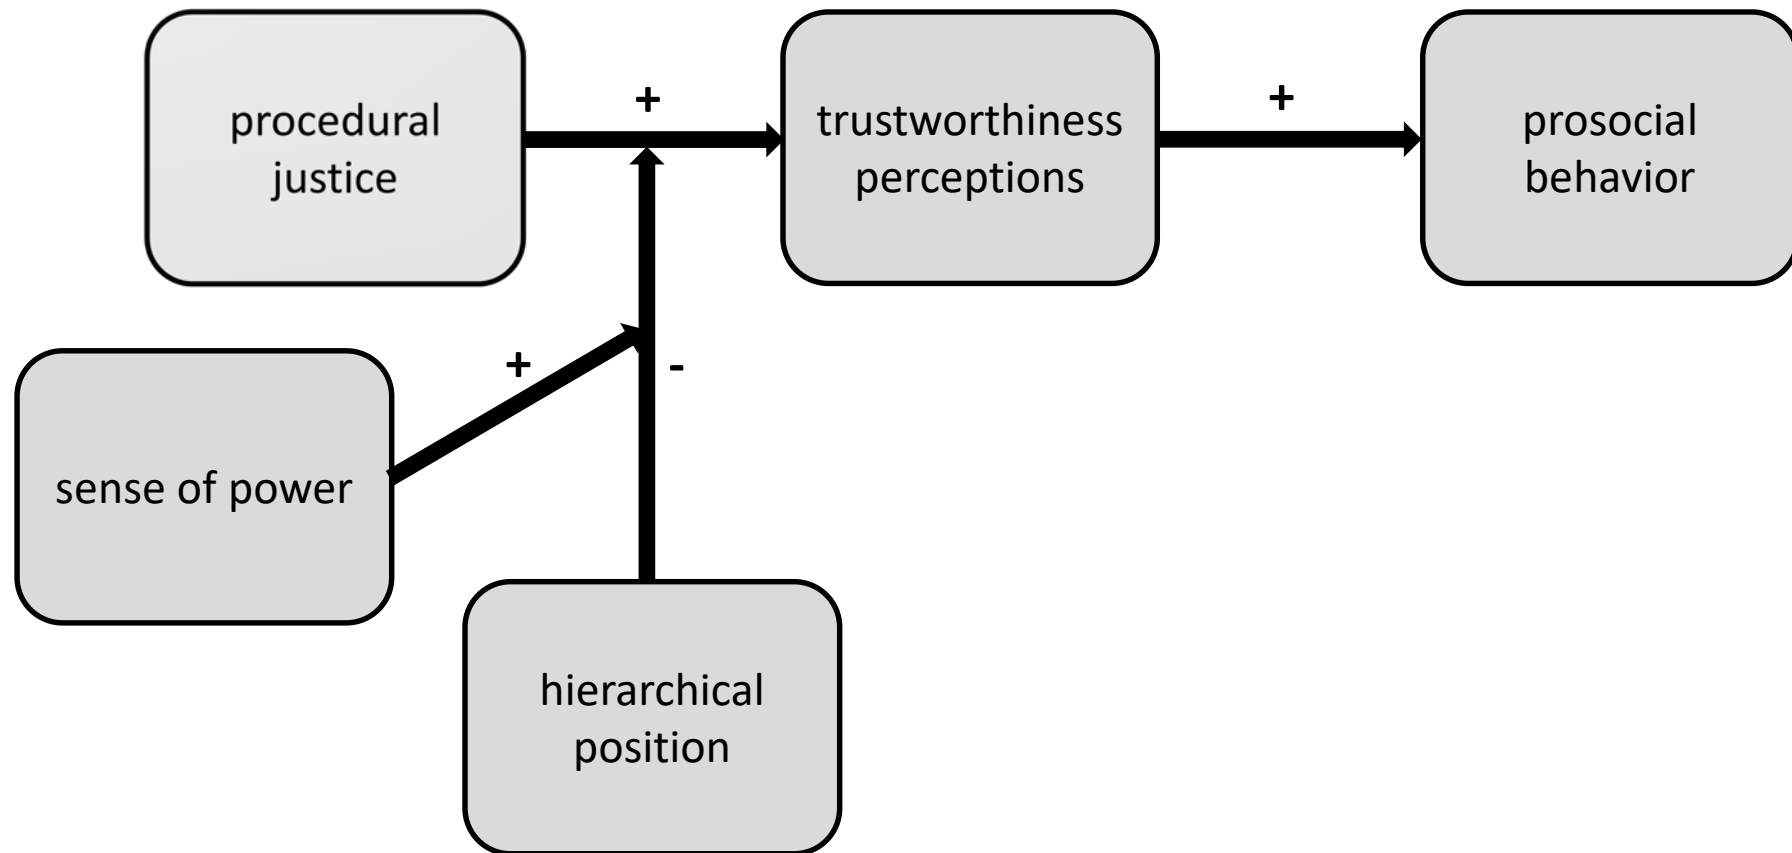 procedural
justice
+
trustworthiness
perceptions
+
prosocial
behavior
sense of power
+
-
hierarchical
position